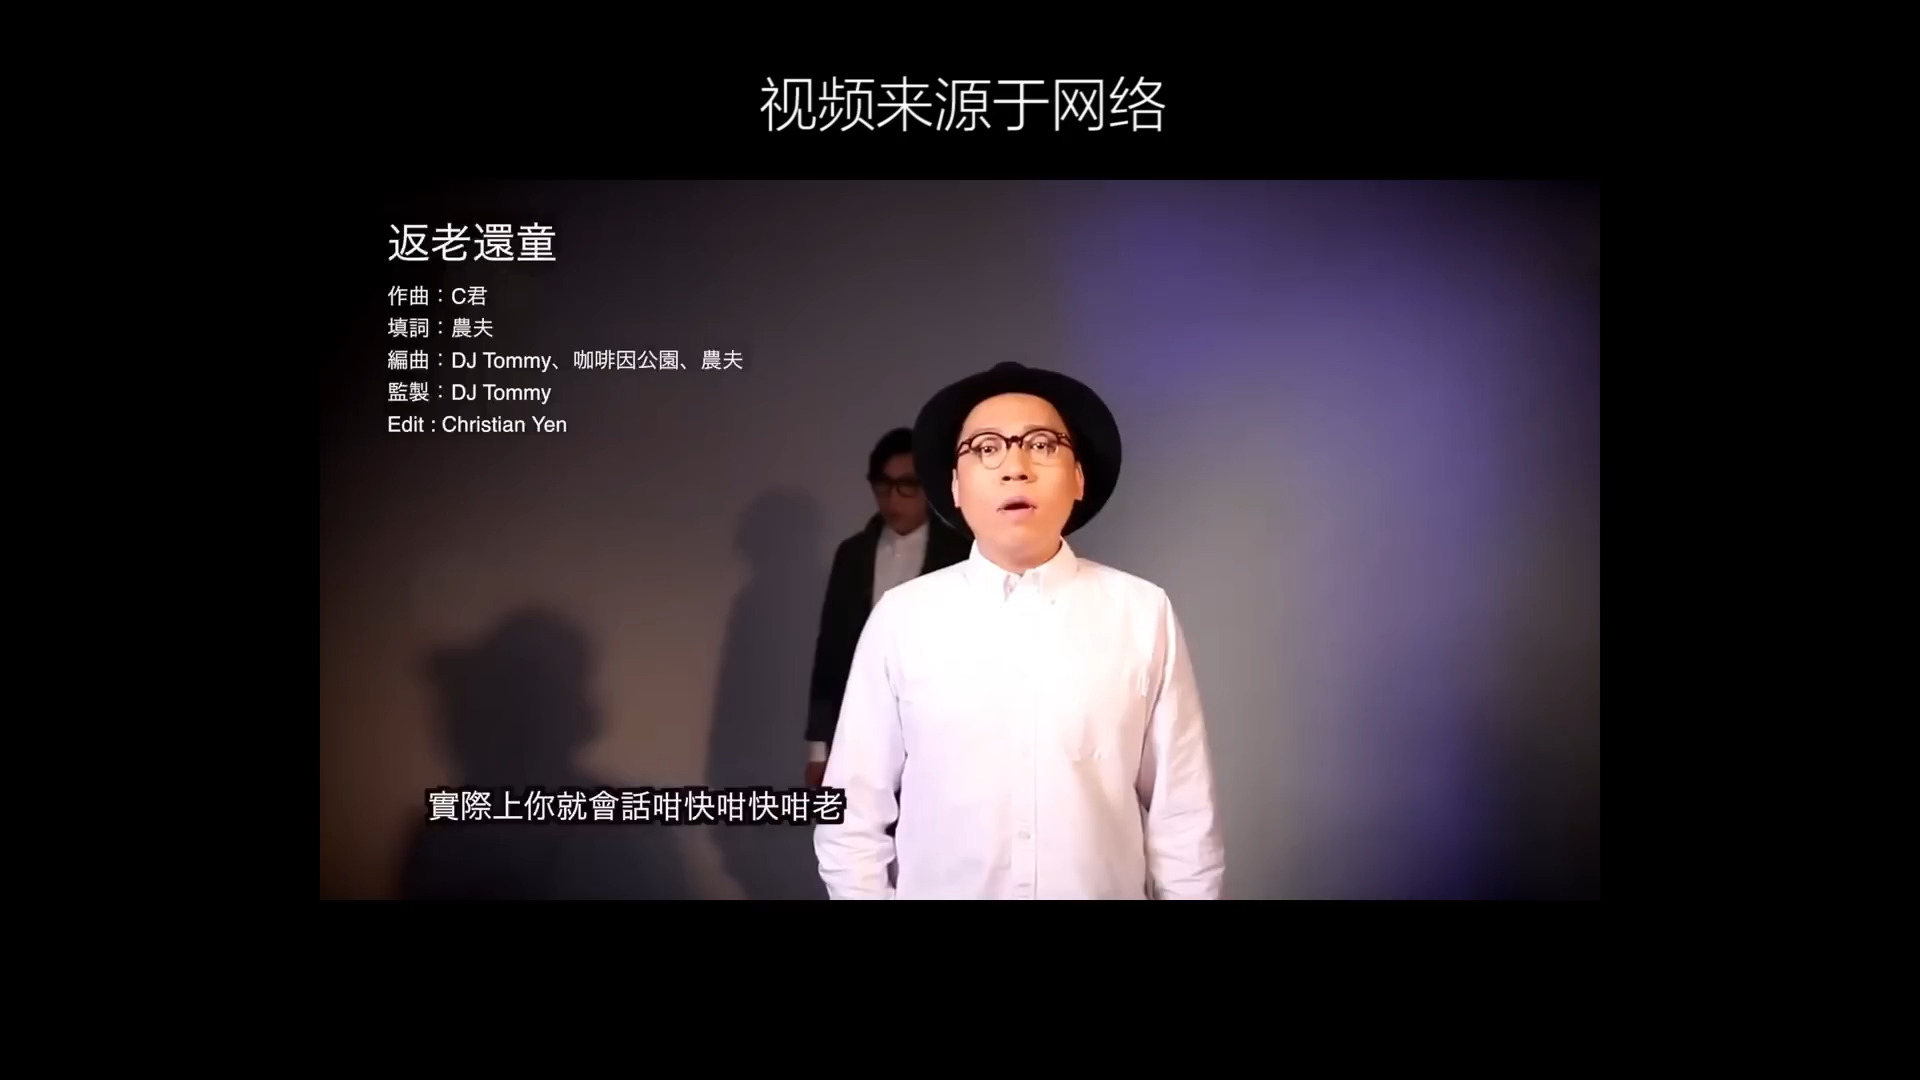 视频来源于网络
返老還童
作曲：C君
填詞：農夫
編曲：DJ Tommy、咖啡因公園、農夫
監製：DJ Tommy
Edit : Christian Yen
實際上你就會話咁快咁快咁老